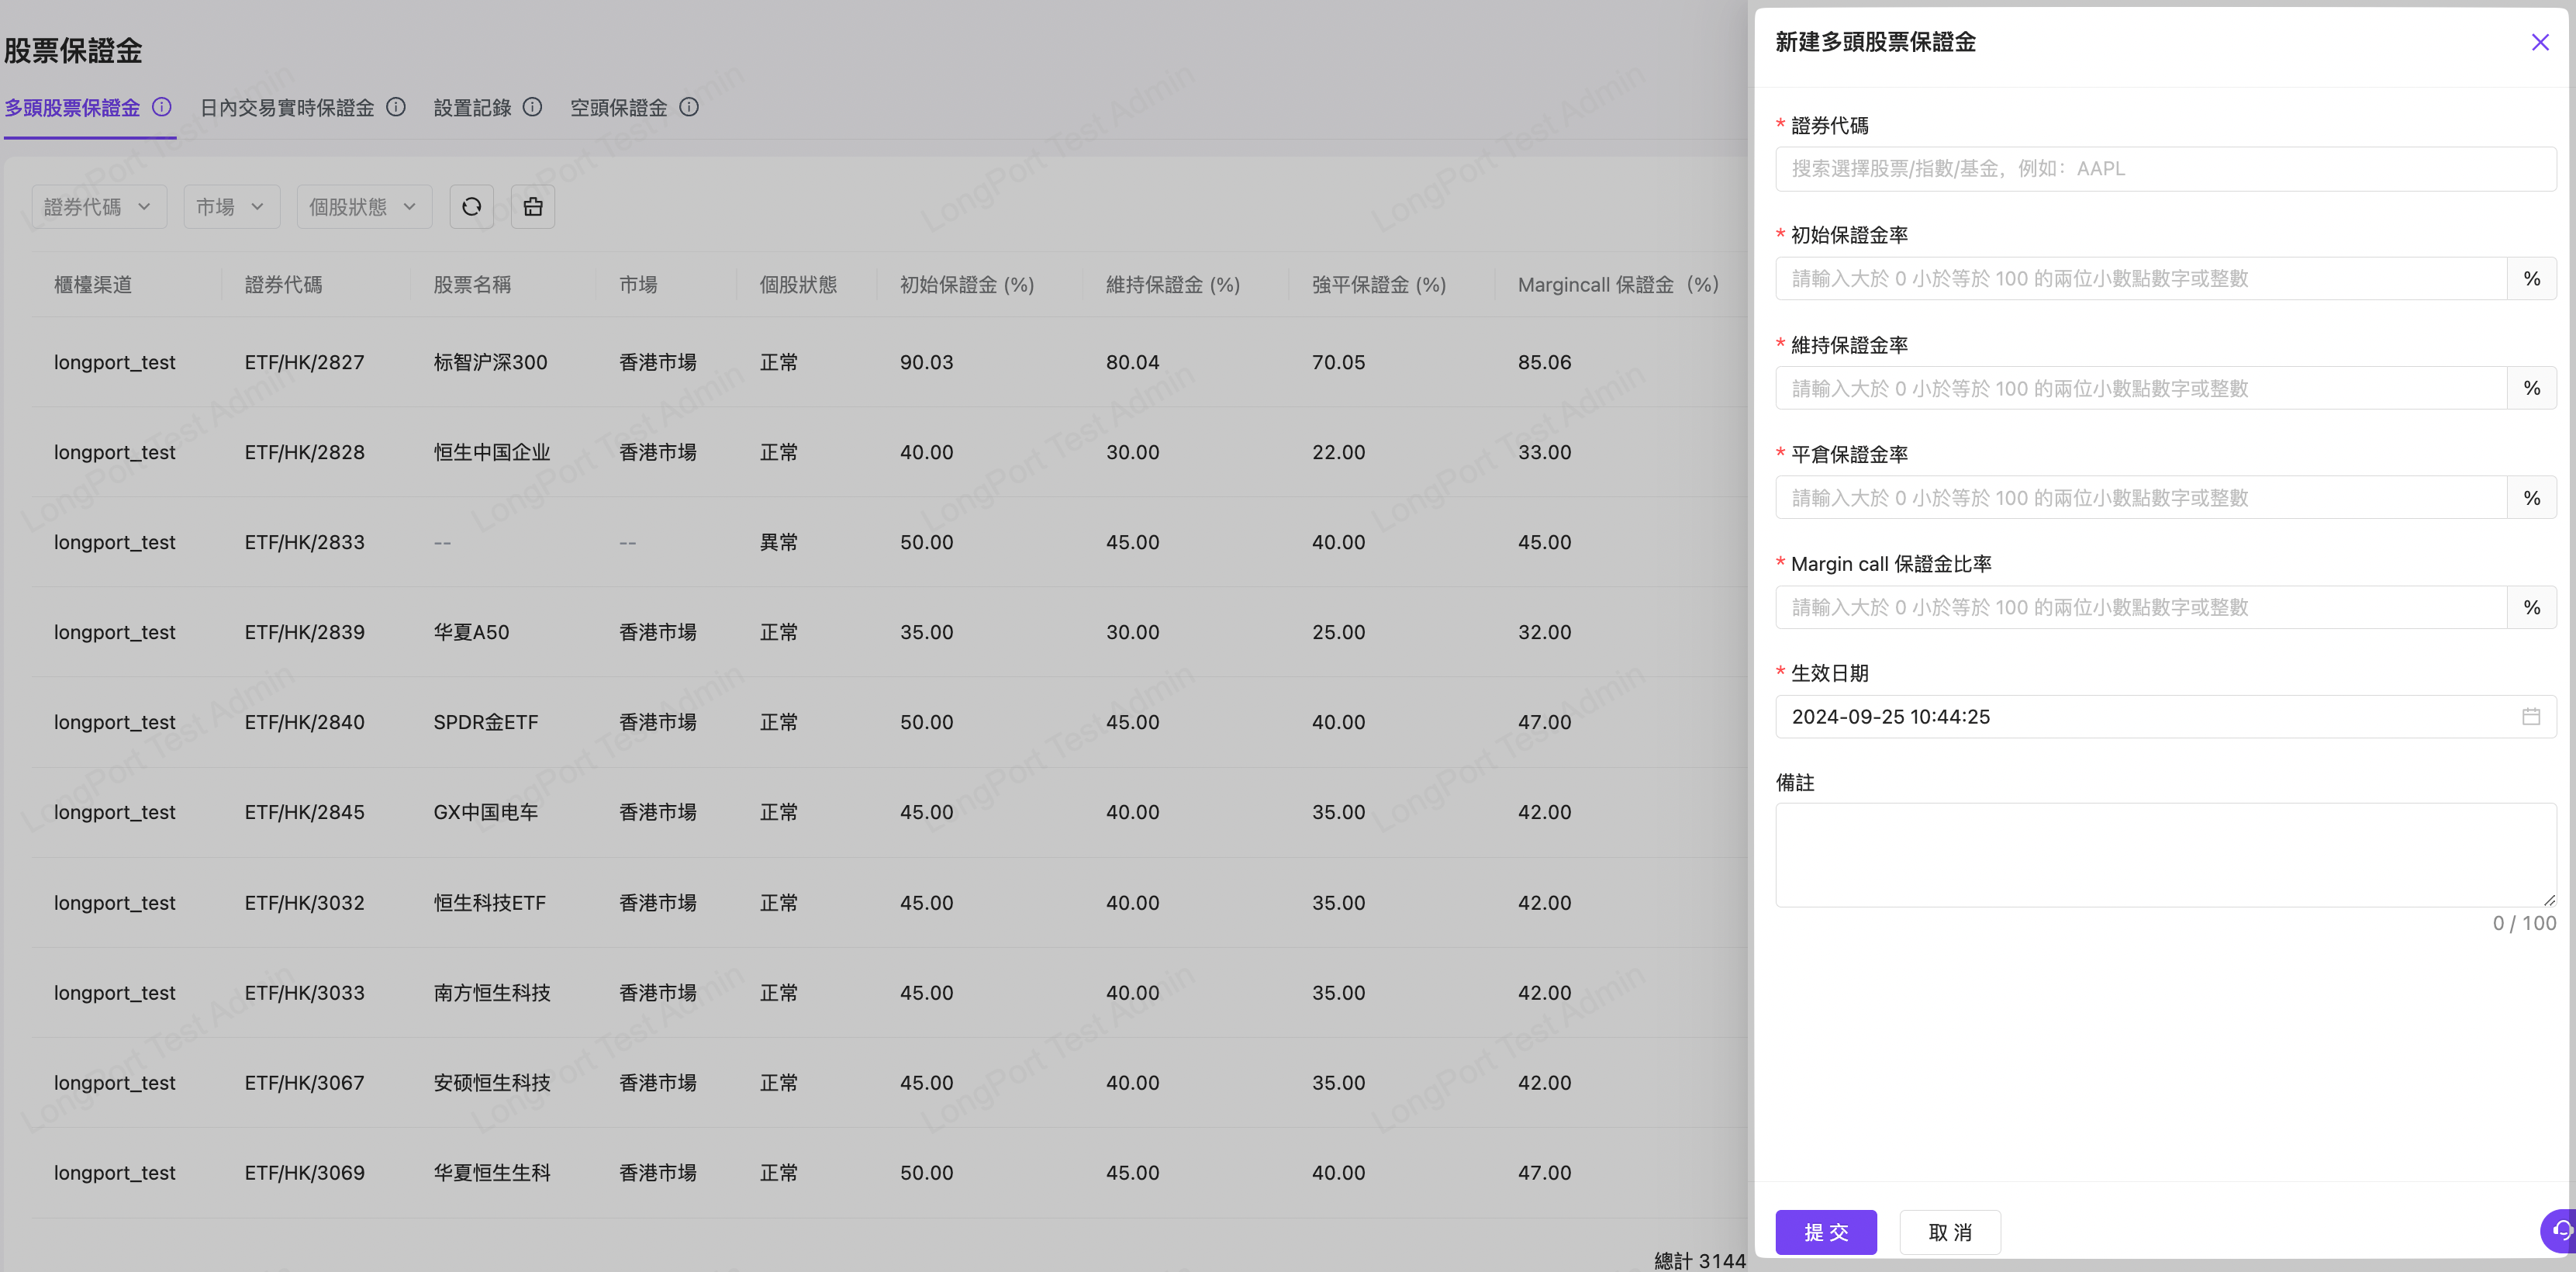 股票保證金
多頭股票保證金 日內交易實時保證金 設置記錄 空頭保證金
證券代碼 市場 個股狀態
櫃檯渠道 證券代碼 股票名稱 市場 個股狀態 初始保證金 (%) 維持保證金 (%) 強平保證金 (%) Margincall 保證金（%）
longport_test ETF/HK/2827 标智沪深300 香港市場 正常 90.03 80.04 70.05 85.06
longport_test ETF/HK/2828 恒生中国企业 香港市場 正常 40.00 30.00 22.00 33.00
longport_test ETF/HK/2833 -- -- 異常 50.00 45.00 40.00 45.00
longport_test ETF/HK/2839 华夏A50 香港市場 正常 35.00 30.00 25.00 32.00
longport_test ETF/HK/2840 SPDR金ETF 香港市場 正常 50.00 45.00 40.00 47.00
longport_test ETF/HK/2845 GX中国电车 香港市場 正常 45.00 40.00 35.00 42.00
longport_test ETF/HK/3032 恒生科技ETF 香港市場 正常 45.00 40.00 35.00 42.00
longport_test ETF/HK/3033 南方恒生科技 香港市場 正常 45.00 40.00 35.00 42.00
longport_test ETF/HK/3067 安硕恒生科技 香港市場 正常 45.00 40.00 35.00 42.00
longport_test ETF/HK/3069 华夏恒生生科 香港市場 正常 50.00 45.00 40.00 47.00
總計 3144
LongPort Test Admin
新建多頭股票保證金
* 證券代碼
搜索選擇股票/指數/基金，例如：AAPL
* 初始保證金率
請輸入大於 0 小於等於 100 的兩位小數點數字或整數 %
* 維持保證金率
請輸入大於 0 小於等於 100 的兩位小數點數字或整數 %
* 平倉保證金率
請輸入大於 0 小於等於 100 的兩位小數點數字或整數 %
* Margin call 保證金比率
請輸入大於 0 小於等於 100 的兩位小數點數字或整數 %
* 生效日期
2024-09-25 10:44:25
備註
0 / 100
提 交 取 消